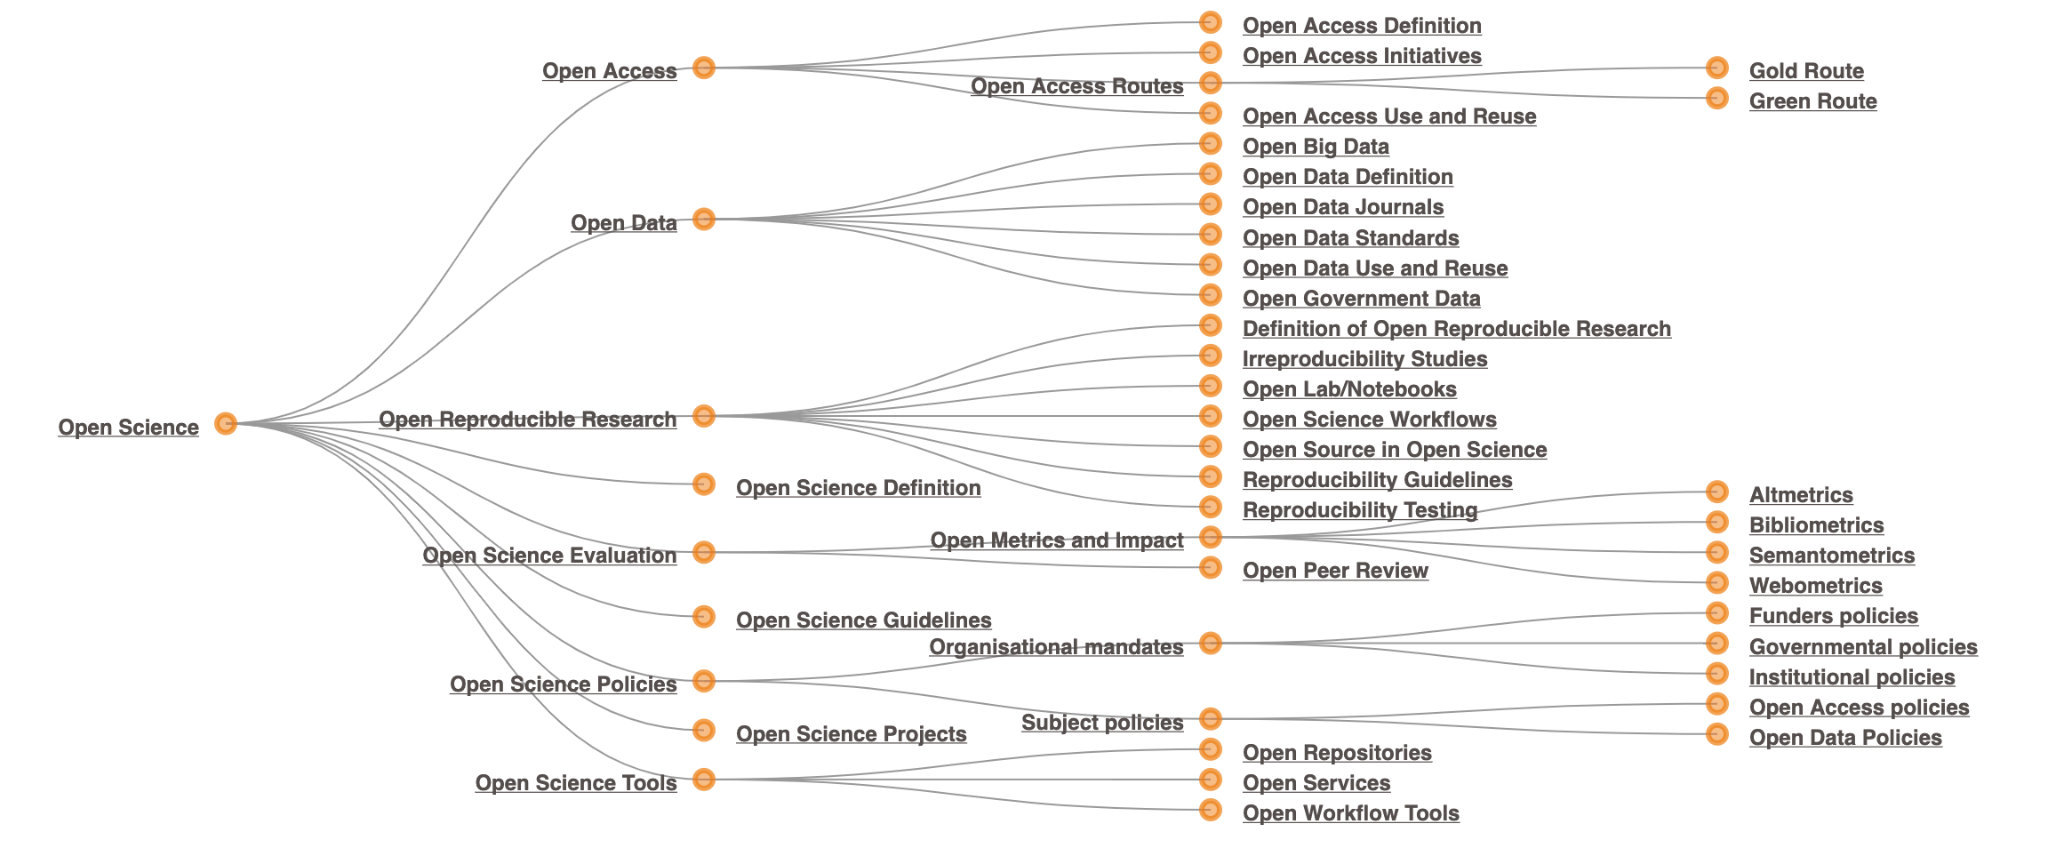 Open Science
Open Access
Open Access Definition
Open Access Initiatives
Open Access Routes
Gold Route
Green Route
Open Access Use and Reuse
Open Data
Open Big Data
Open Data Definition
Open Data Journals
Open Data Standards
Open Data Use and Reuse
Open Government Data
Open Reproducible Research
Definition of Open Reproducible Research
Irreproducibility Studies
Open Lab/Notebooks
Open Science Workflows
Open Source in Open Science
Reproducibility Guidelines
Reproducibility Testing
Open Science Definition
Open Science Evaluation
Open Metrics and Impact
Altmetrics
Bibliometrics
Semantometrics
Webometrics
Open Peer Review
Open Science Guidelines
Open Science Policies
Organisational mandates
Funders policies
Governmental policies
Institutional policies
Subject policies
Open Access policies
Open Data Policies
Open Science Projects
Open Science Tools
Open Repositories
Open Services
Open Workflow Tools